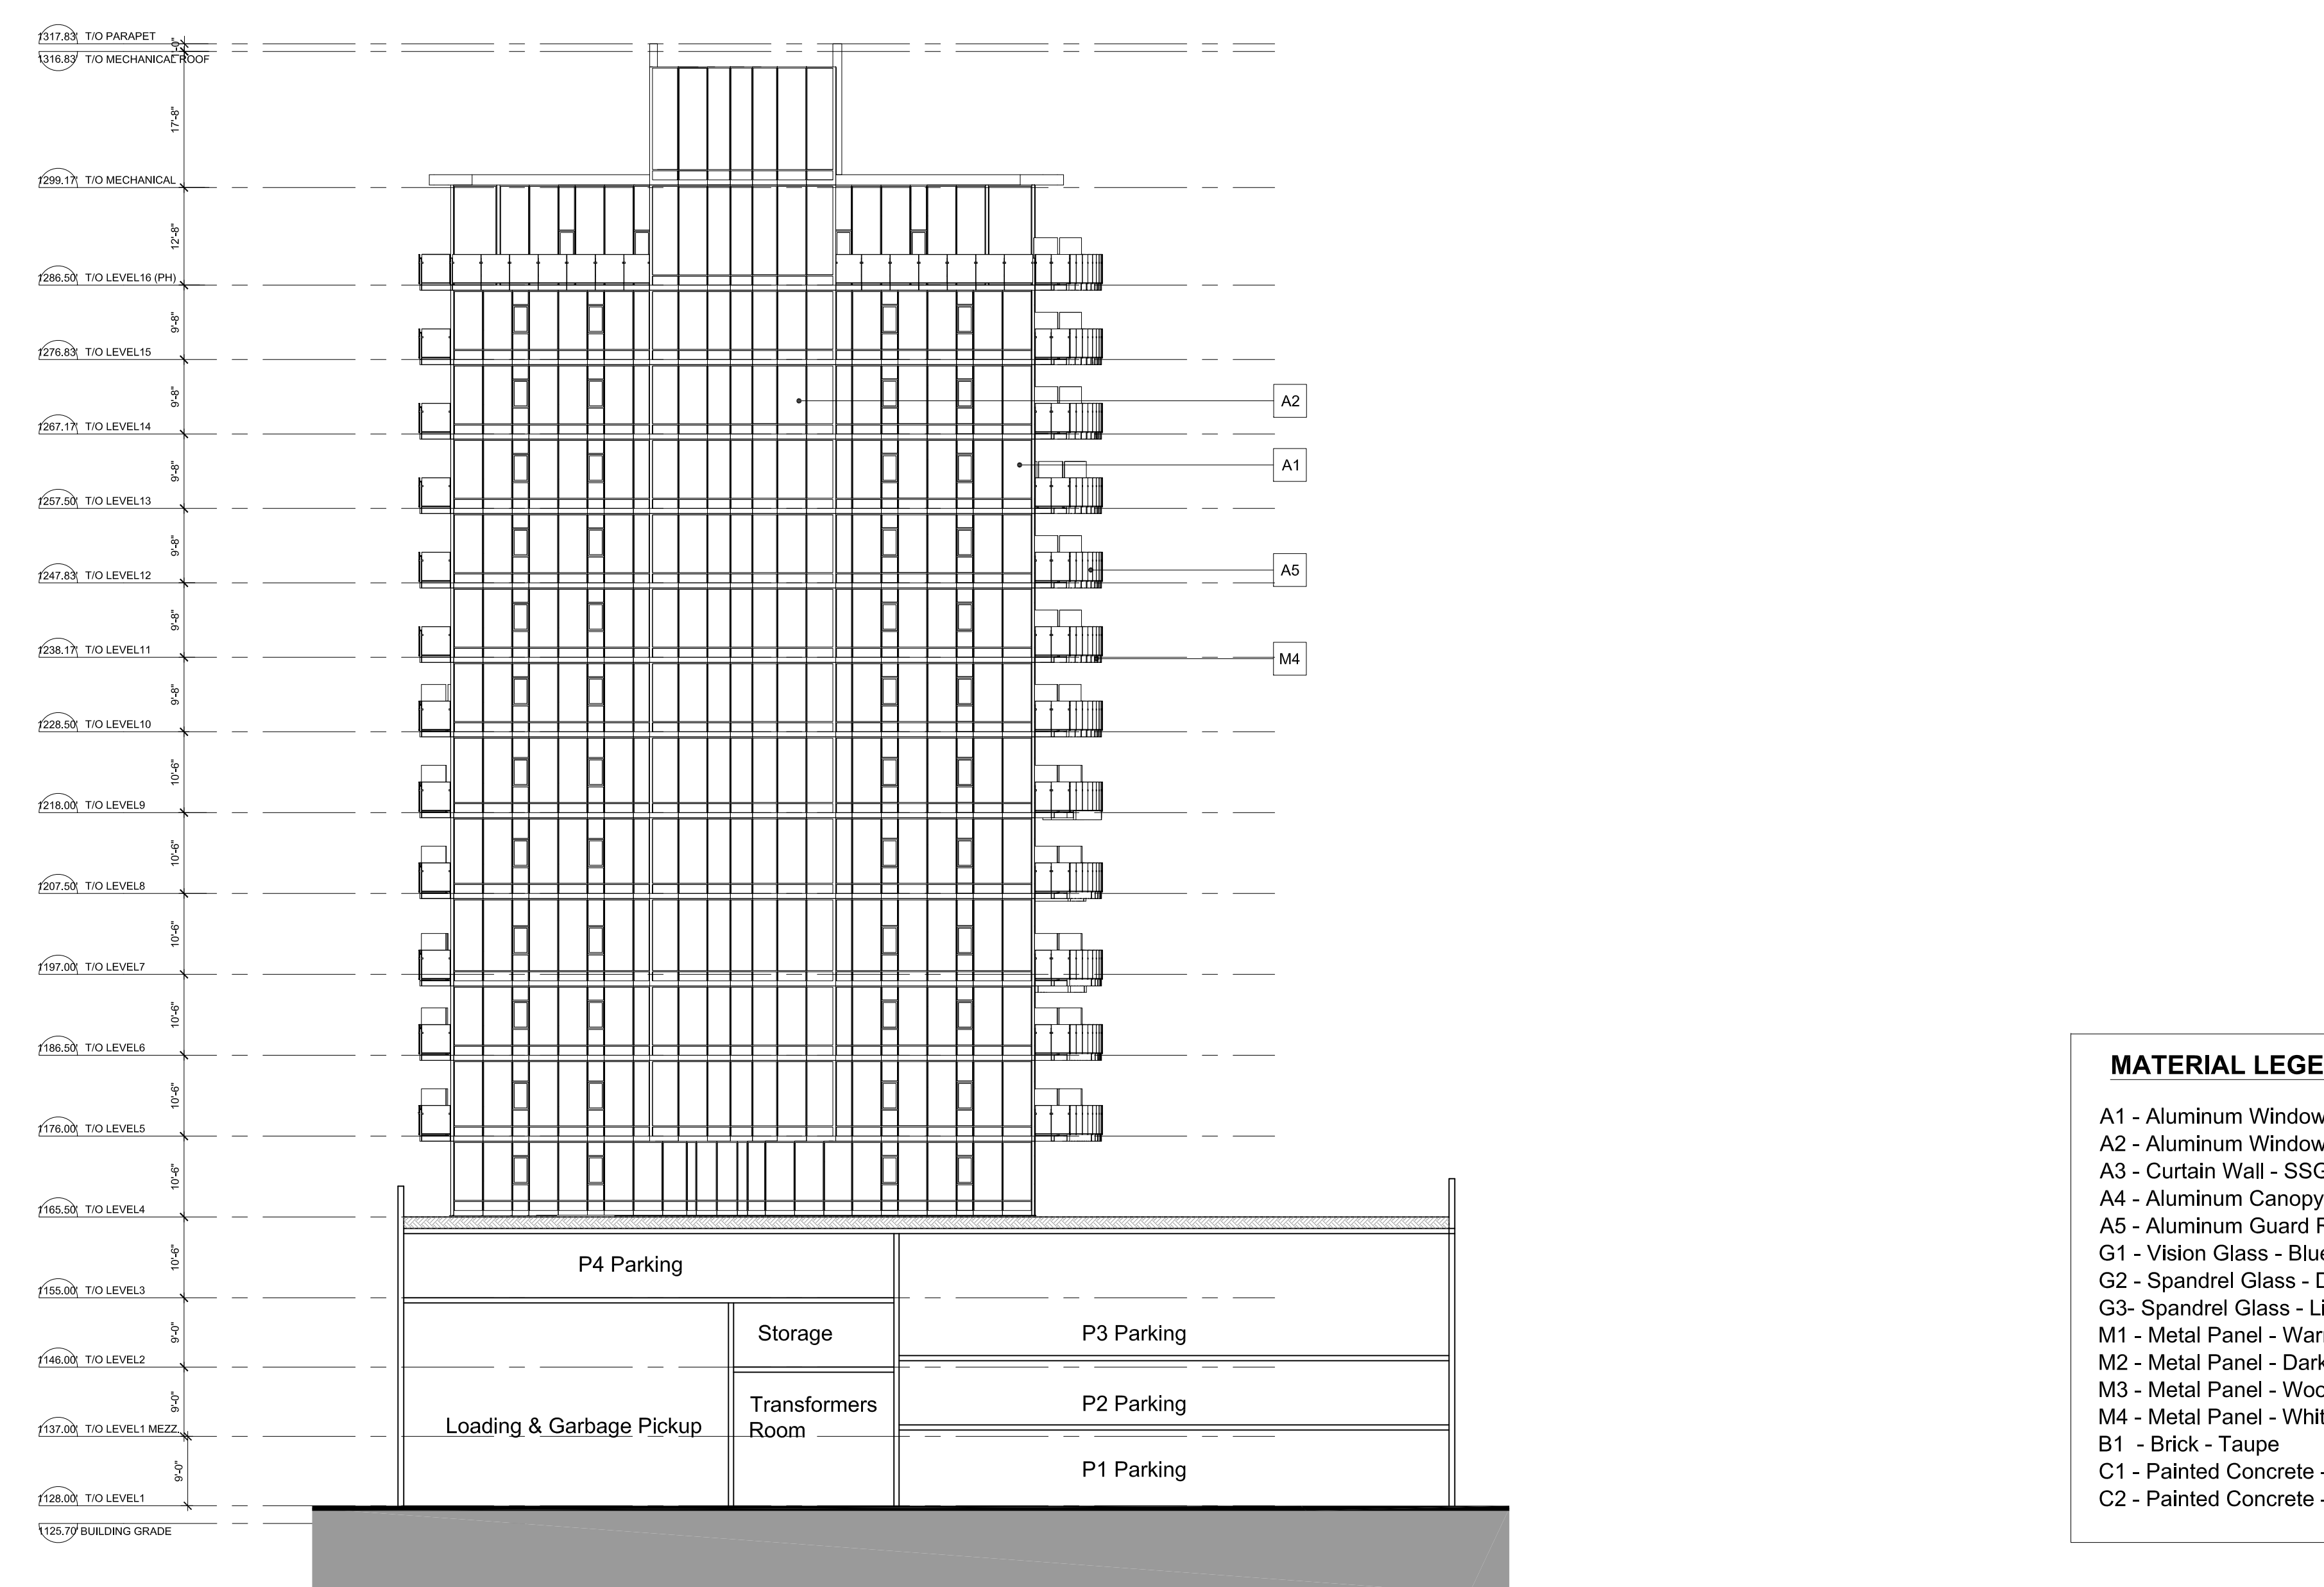 1317.83' T/O PARAPET
1'-0"
1316.83' T/O MECHANICAL ROOF
17'-8"
1299.17' T/O MECHANICAL
12'-8"
1286.50' T/O LEVEL16 (PH)
9'-8"
1276.83' T/O LEVEL15
9'-8"
A2
1267.17' T/O LEVEL14
9'-8"
A1
1257.50' T/O LEVEL13
9'-8"
A5
1247.83' T/O LEVEL12
9'-8"
1238.17' T/O LEVEL11
M4
9'-8"
1228.50' T/O LEVEL10
10'-6"
1218.00' T/O LEVEL9
10'-6"
1207.50' T/O LEVEL8
10'-6"
1197.00' T/O LEVEL7
10'-6"
1186.50' T/O LEVEL6
10'-6"
1176.00' T/O LEVEL5
10'-6"
1165.50' T/O LEVEL4
10'-6"
P4 Parking
1155.00' T/O LEVEL3
9'-0"
Storage
P3 Parking
1146.00' T/O LEVEL2
9'-0"
Transformers
Room
P2 Parking
Loading & Garbage Pickup
1137.00' T/O LEVEL1 MEZZ.
9'-0"
P1 Parking
1128.00' T/O LEVEL1
1125.70' BUILDING GRADE
MATERIAL LEGE
A1 - Aluminum Window
A2 - Aluminum Window
A3 - Curtain Wall - SSG
A4 - Aluminum Canopy
A5 - Aluminum Guard
G1 - Vision Glass - Blue
G2 - Spandrel Glass -
G3- Spandrel Glass - Li
M1 - Metal Panel - War
M2 - Metal Panel - Dark
M3 - Metal Panel - Woo
M4 - Metal Panel - Whit
B1 - Brick - Taupe
C1 - Painted Concrete -
C2 - Painted Concrete -